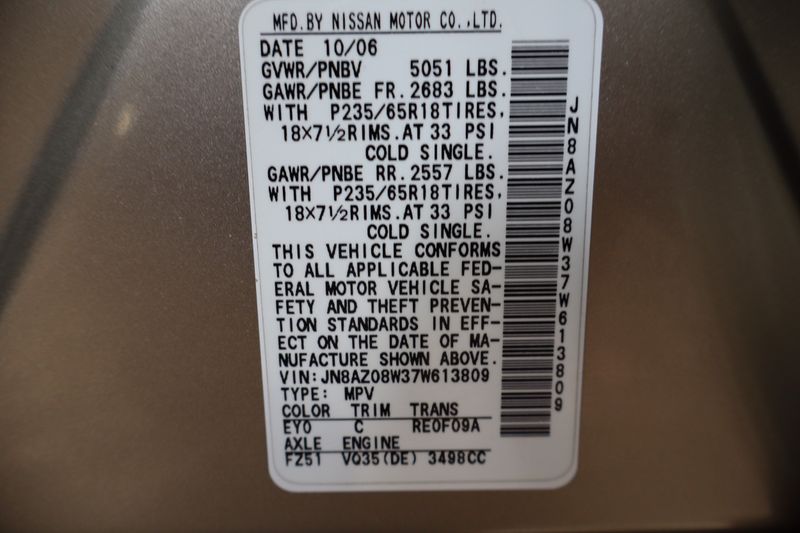 MFD.BY NISSAN MOTOR CO.,LTD.
DATE 10/06
GVWR/PNBV 5051 LBS.
GAWR/PNBE FR. 2683 LBS.
WITH P235/65R18TIRES,
18×7½RIMS.AT 33 PSI
COLD SINGLE.
GAWR/PNBE RR. 2557 LBS.
WITH P235/65R18TIRES,
18×7½RIMS.AT 33 PSI
COLD SINGLE.
THIS VEHICLE CONFORMS
TO ALL APPLICABLE FED-
ERAL MOTOR VEHICLE SA-
FETY AND THEFT PREVEN-
TION STANDARDS IN EFF-
ECT ON THE DATE OF MA-
NUFACTURE SHOWN ABOVE.
VIN:JN8AZ08W37W613809
TYPE: MPV
COLOR TRIM TRANS
EY0 C RE0F09A
AXLE ENGINE
FZ51 VQ35(DE) 3498CC
JN8AZ08W37W613809